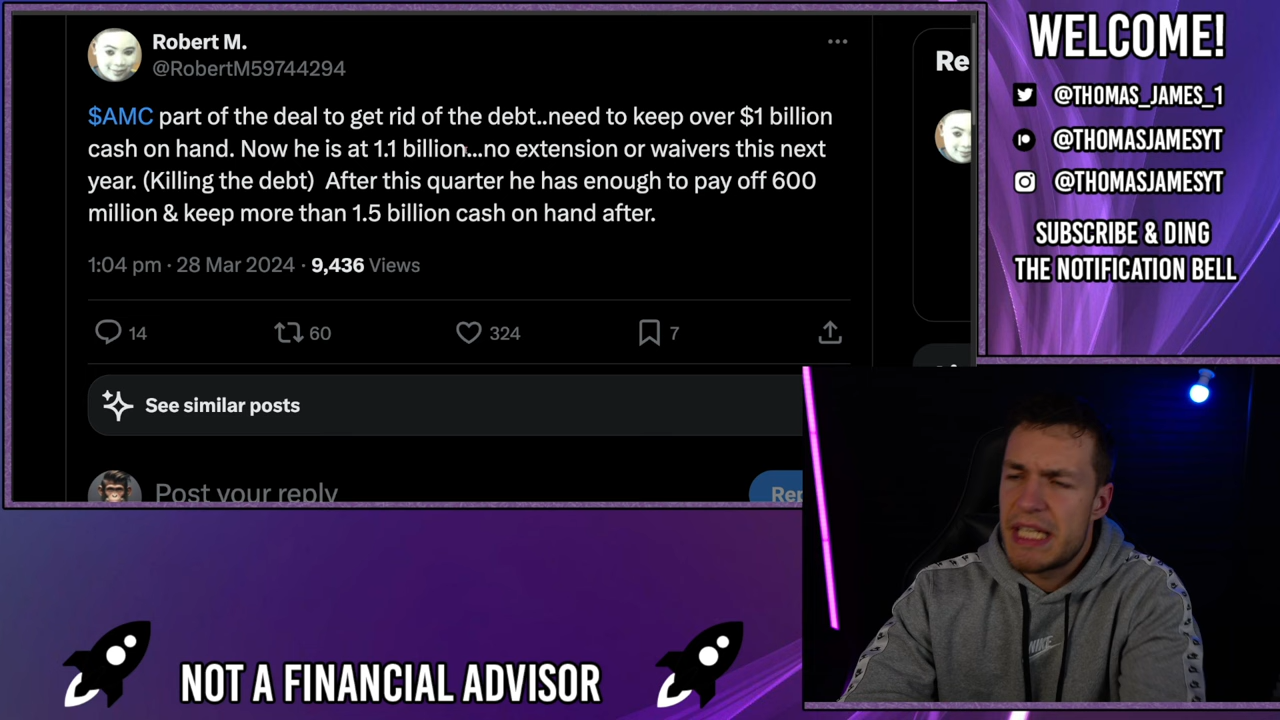 Robert M.
@RobertM59744294
$AMC part of the deal to get rid of the debt..need to keep over $1 billion
cash on hand. Now he is at 1.1 billion...no extension or waivers this next
year. (Killing the debt)  After this quarter he has enough to pay off 600
million & keep more than 1.5 billion cash on hand after.
1:04 pm · 28 Mar 2024 · 9,436 Views
14 60 324 7
See similar posts
Post your reply
Rep
Re
WELCOME!
@THOMAS_JAMES_1
@THOMASJAMESYT
@THOMASJAMESYT
SUBSCRIBE & DING
THE NOTIFICATION BELL
NIKE
NOT A FINANCIAL ADVISOR